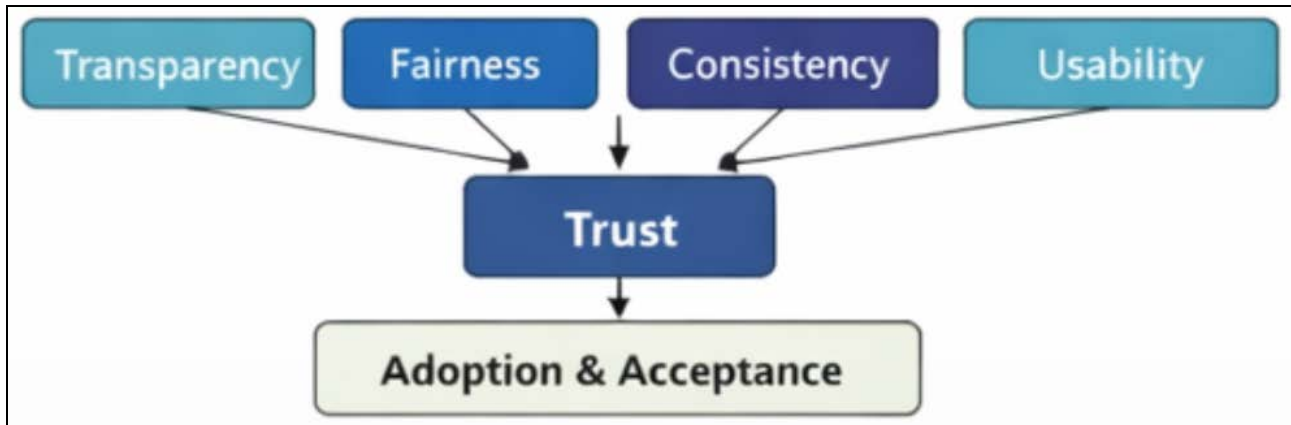 Transparency
Fairness
Consistency
Usability
Trust
Adoption & Acceptance